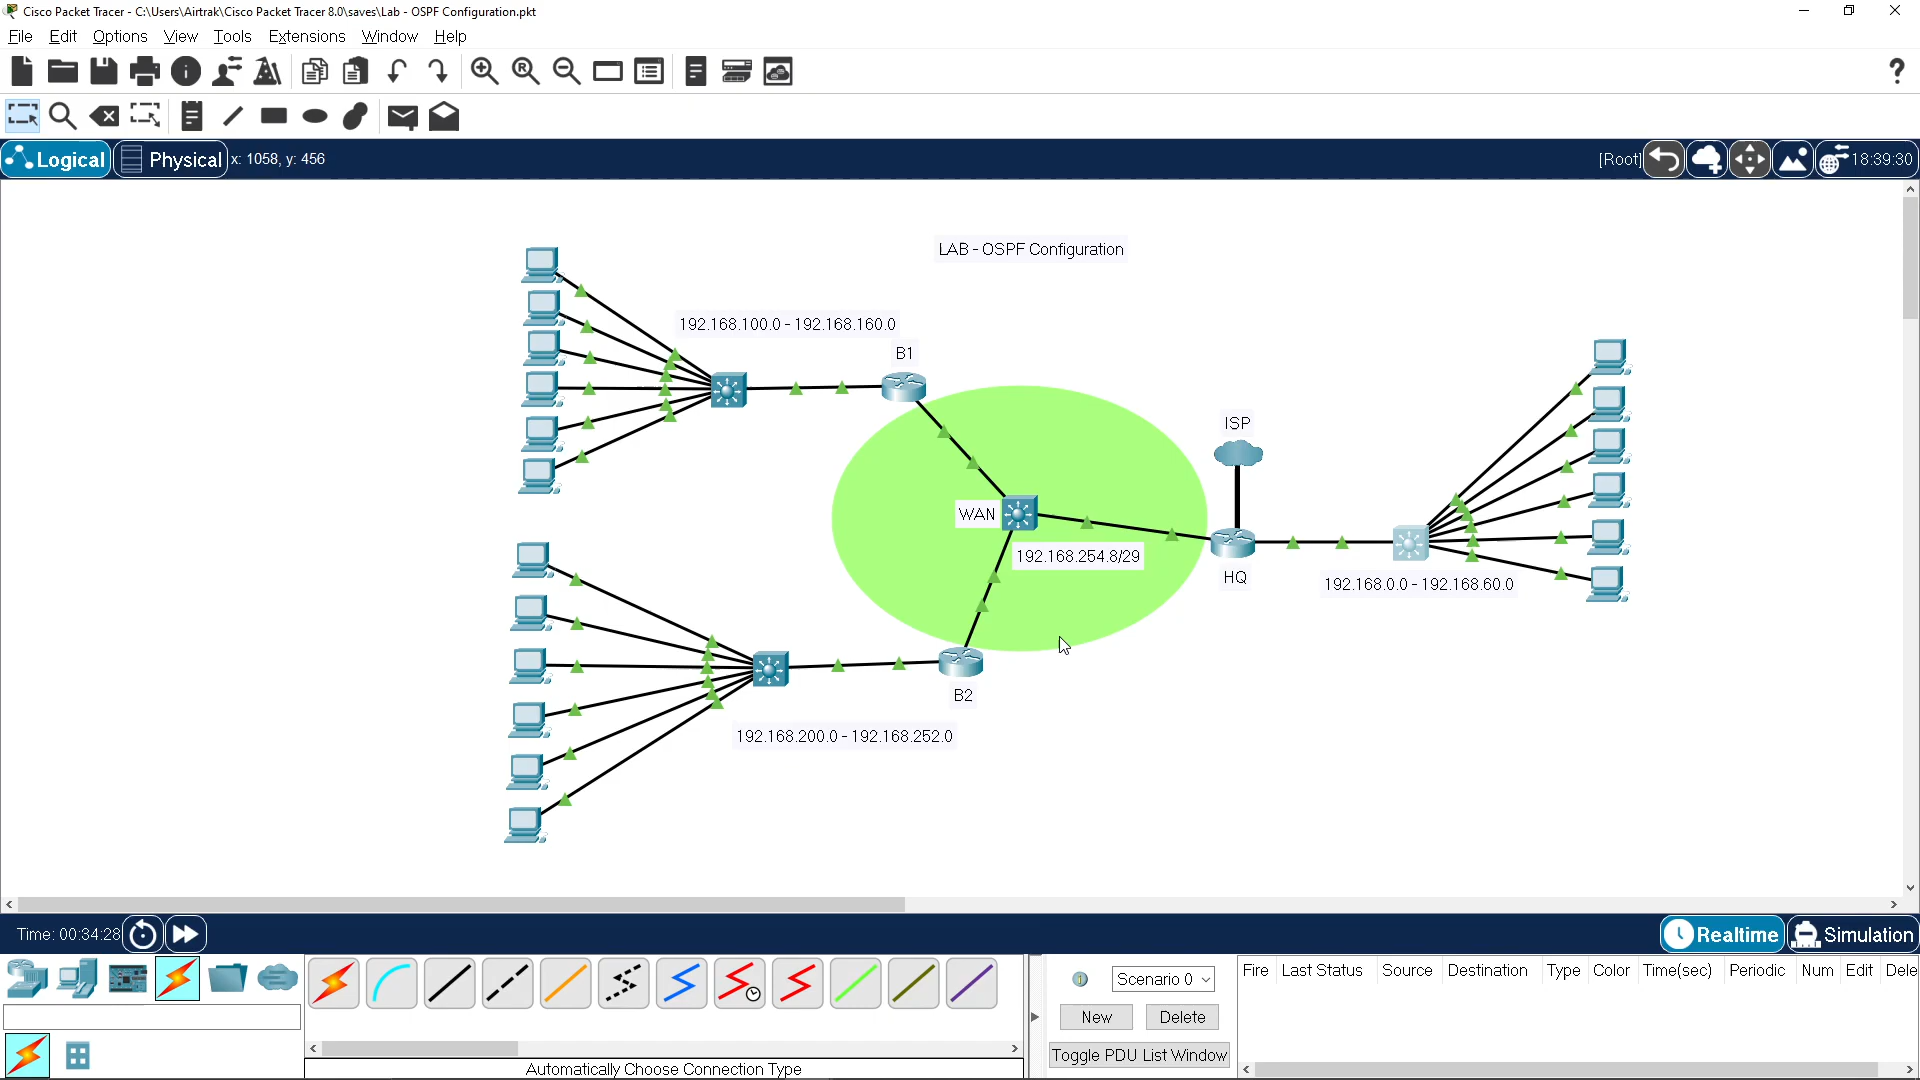 Cisco Packet Tracer - C:\Users\Airtrak\Cisco Packet Tracer 8.0\saves\Lab - OSPF Configuration.pkt
File Edit Options View Tools Extensions Window Help
Logical Physical x: 1058, y: 456 [Root] 18:39:30
LAB - OSPF Configuration
192.168.100.0 - 192.168.160.0
B1
ISP
WAN
192.168.254.8/29
HQ
192.168.0.0 - 192.168.60.0
B2
192.168.200.0 - 192.168.252.0
Time: 00:34:28 Realtime Simulation
Scenario 0
New Delete
Toggle PDU List Window
Fire Last Status Source Destination Type Color Time(sec) Periodic Num Edit Dele
Automatically Choose Connection Type